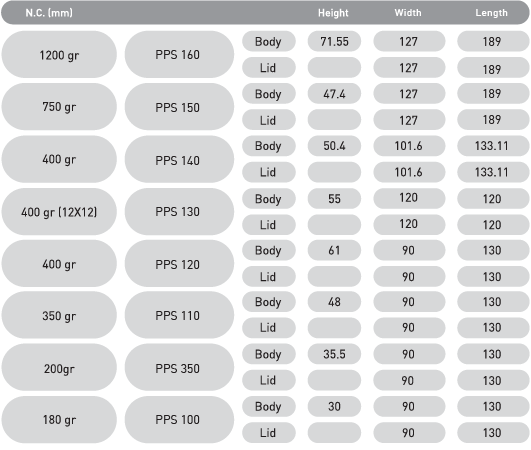 N.C. (mm) Height Width Length
1200 gr PPS 160 Body 71.55 127 189
Lid 127 189
750 gr PPS 150 Body 47.4 127 189
Lid 127 189
400 gr PPS 140 Body 50.4 101.6 133.11
Lid 101.6 133.11
400 gr (12X12) PPS 130 Body 55 120 120
Lid 120 120
400 gr PPS 120 Body 61 90 130
Lid 90 130
350 gr PPS 110 Body 48 90 130
Lid 90 130
200gr PPS 350 Body 35.5 90 130
Lid 90 130
180 gr PPS 100 Body 30 90 130
Lid 90 130